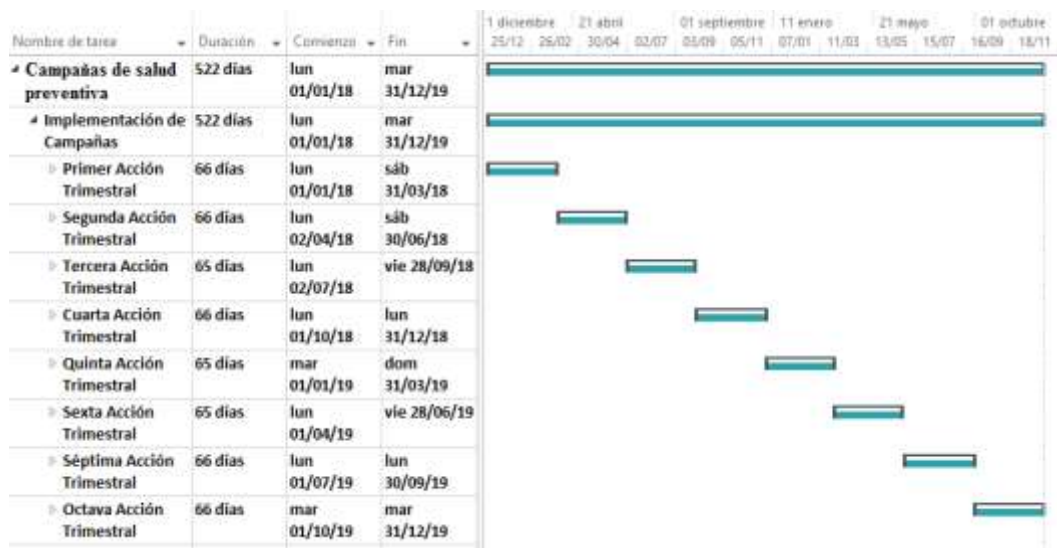 1 diciembre 21 abril 01 septiembre 11 enero 21 mayo 01 octubre
Nombre de tarea Duración Comienzo Fin 25/12 26/02 30/04 02/07 03/09 05/11 07/01 11/03 13/05 15/07 16/09 18/11
Campañas de salud 522 días lun mar
preventiva 01/01/18 31/12/19
Implementación de 522 días lun mar
Campañas 01/01/18 31/12/19
Primer Acción 66 días lun sáb
Trimestral 01/01/18 31/03/18
Segunda Acción 66 días lun sáb
Trimestral 02/04/18 30/06/18
Tercera Acción 65 días lun vie 28/09/18
Trimestral 02/07/18
Cuarta Acción 66 días lun lun
Trimestral 01/10/18 31/12/18
Quinta Acción 65 días mar dom
Trimestral 01/01/19 31/03/19
Sexta Acción 65 días lun vie 28/06/19
Trimestral 01/04/19
Séptima Acción 66 días lun lun
Trimestral 01/07/19 30/09/19
Octava Acción 66 días mar mar
Trimestral 01/10/19 31/12/19